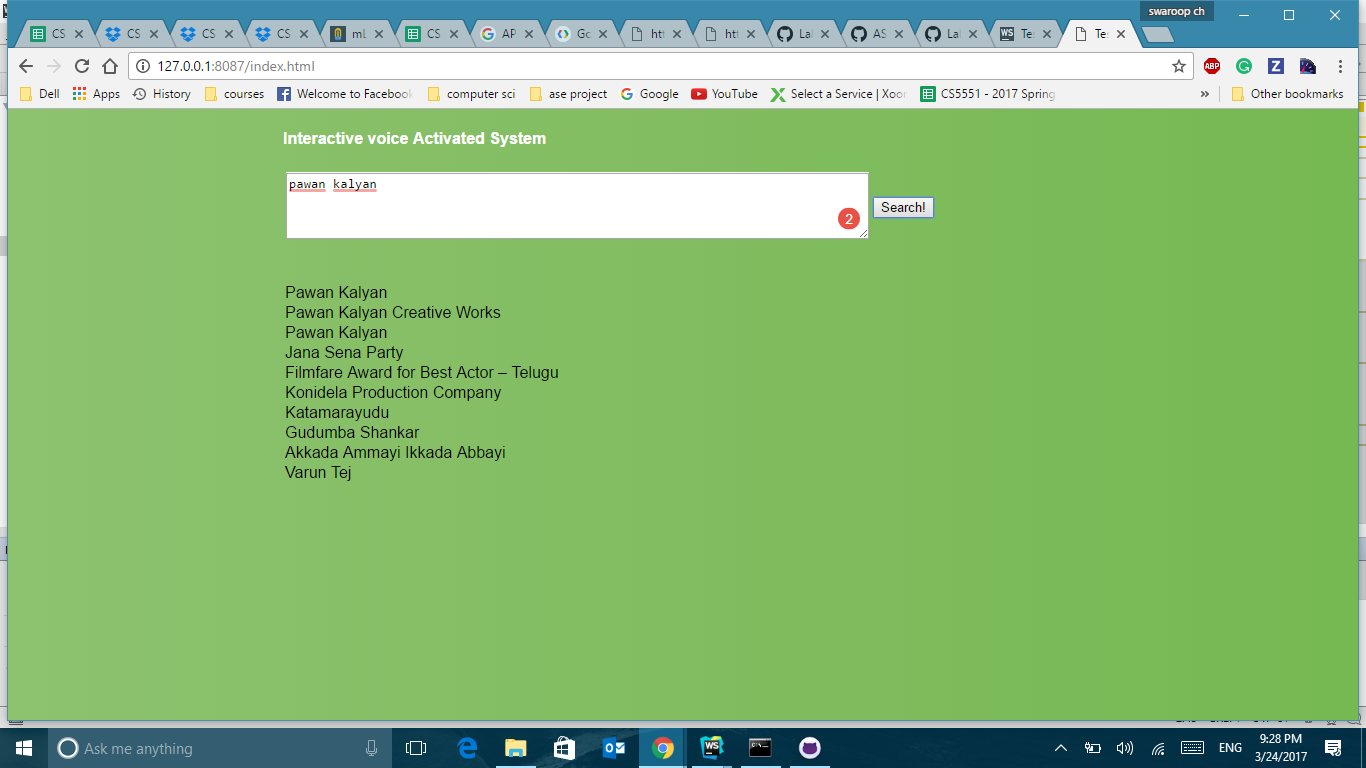 swaroop ch
CS CS CS CS ml CS AP Go htt htt Lal AS Lal Te: Te:
127.0.0.1:8087/index.html
Dell Apps History courses Welcome to Facebook computer sci ase project Google YouTube Select a Service | Xoor CS5551 - 2017 Spring » Other bookmarks
Interactive voice Activated System
pawan kalyan
Search!
2
Pawan Kalyan
Pawan Kalyan Creative Works
Pawan Kalyan
Jana Sena Party
Filmfare Award for Best Actor – Telugu
Konidela Production Company
Katamarayudu
Gudumba Shankar
Akkada Ammayi Ikkada Abbayi
Varun Tej
Ask me anything
ENG
9:28 PM
3/24/2017